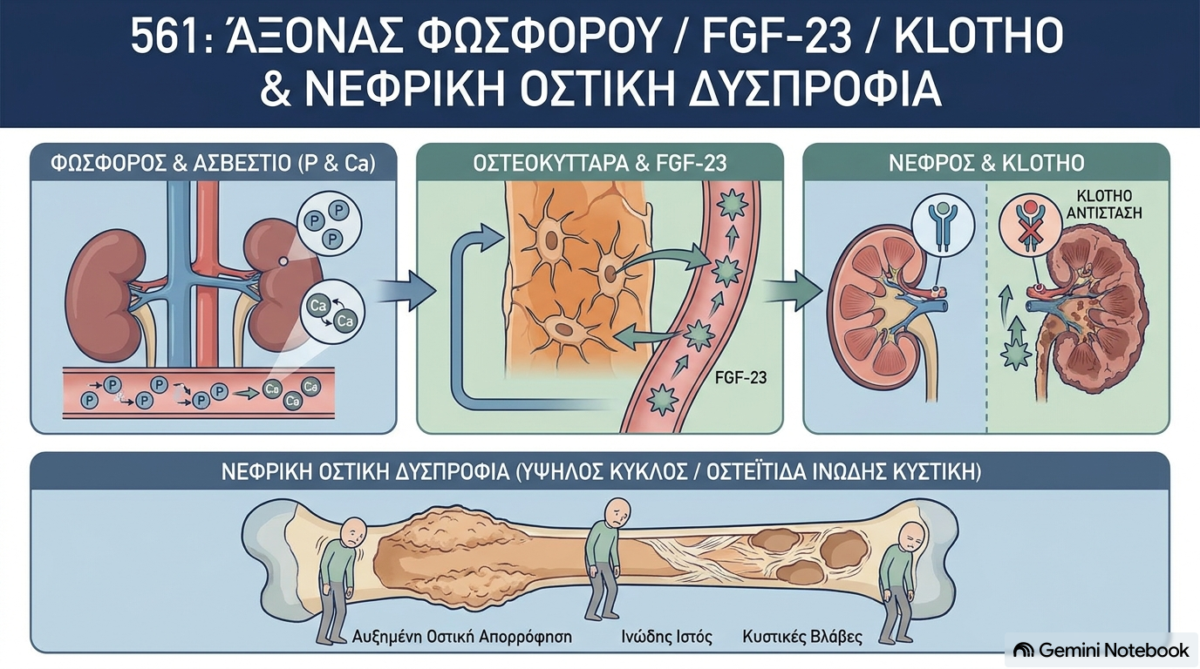 561: ΆΞΟΝΑΣ ΦΩΣΦΟΡΟΥ / FGF-23 / KLOTHO
& ΝΕΦΡΙΚΗ ΟΣΤΙΚΗ ΔΥΣΠΡΟΦΙΑ
ΦΩΣΦΟΡΟΣ & ΑΣΒΕΣΤΙΟ (P & Ca)
P
P
P
Ca
Ca
P
P
P
P
P
P
Ca
Ca
Ca
ΟΣΤΕΟΚΥΤΤΑΡΑ & FGF-23
FGF-23
ΝΕΦΡΟΣ & KLOTHO
KLOTHO
ΑΝΤΙΣΤΑΣΗ
ΝΕΦΡΙΚΗ ΟΣΤΙΚΗ ΔΥΣΠΡΟΦΙΑ (ΥΨΗΛΟΣ ΚΥΚΛΟΣ / ΟΣΤΕΪΤΙΔΑ ΙΝΩΔΗΣ ΚΥΣΤΙΚΗ)
Αυξημένη Οστική Απορρόφηση
Ινώδης Ιστός
Κυστικές Βλάβες
Gemini Notebook